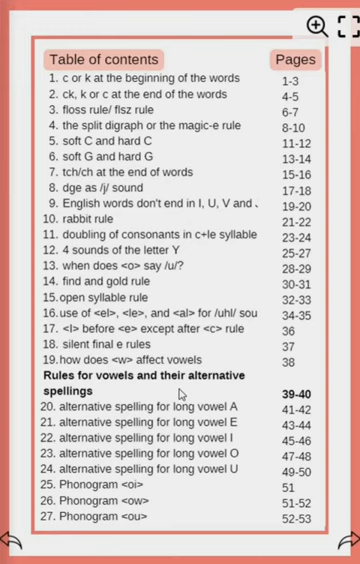 Table of contents Pages
1. c or k at the beginning of the words 1-3
2. ck, k or c at the end of the words 4-5
3. floss rule/ flsz rule 6-7
4. the split digraph or the magic-e rule 8-10
5. soft C and hard C 11-12
6. soft G and hard G 13-14
7. tch/ch at the end of words 15-16
8. dge as /j/ sound 17-18
9. English words don't end in I, U, V and 19-20
10. rabbit rule 21-22
11. doubling of consonants in c+le syllable 23-24
12. 4 sounds of the letter Y 25-27
13. when does <o> say /u/? 28-29
14. find and gold rule 30-31
15. open syllable rule 32-33
16. use of <el>, <le>, and <al> for /uhl/ sou 34-35
17. <I> before <e> except after <c> rule 36
18. silent final e rules 37
19. how does <w> affect vowels 38
Rules for vowels and their alternative
spellings 39-40
20. alternative spelling for long vowel A 41-42
21. alternative spelling for long vowel E 43-44
22. alternative spelling for long vowel I 45-46
23. alternative spelling for long vowel O 47-48
24. alternative spelling for long vowel U 49-50
25. Phonogram <oi> 51
26. Phonogram <ow> 51-52
27. Phonogram <ou> 52-53